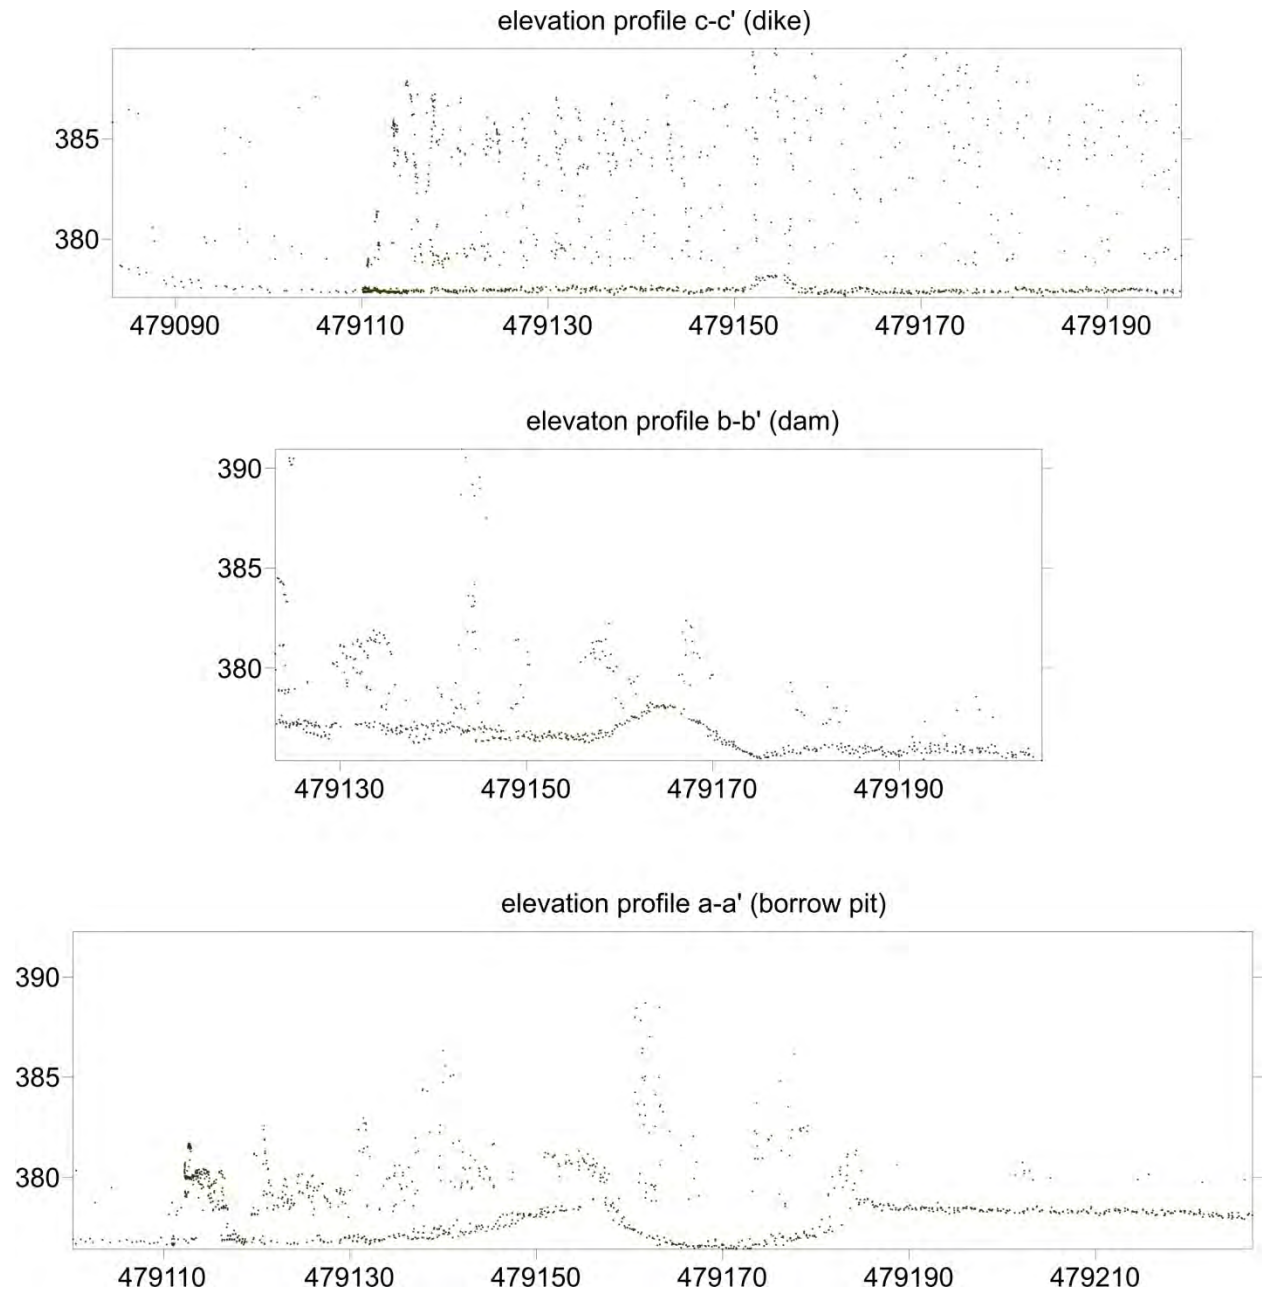 elevation profile c-c' (dike)
385
380
479090 479110 479130 479150 479170 479190
elevaton profile b-b' (dam)
390
385
380
479130 479150 479170 479190
elevation profile a-a' (borrow pit)
390
385
380
479110 479130 479150 479170 479190 479210